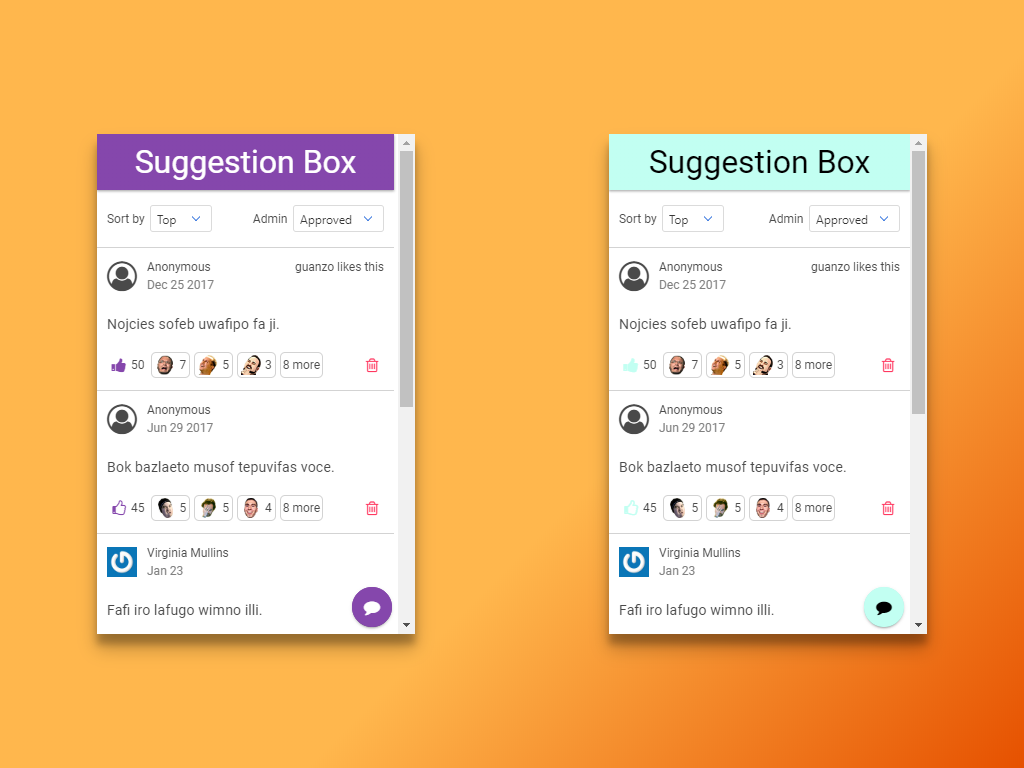 Suggestion Box
Sort by Top Admin Approved
Anonymous guanzo likes this
Dec 25 2017
Nojcies sofeb uwafipo fa ji.
50 7 5 3 8 more
Anonymous
Jun 29 2017
Bok bazlaeto musof tepuvifas voce.
45 5 5 4 8 more
Virginia Mullins
Jan 23
Fafi iro lafugo wimno illi.
Suggestion Box
Sort by Top Admin Approved
Anonymous guanzo likes this
Dec 25 2017
Nojcies sofeb uwafipo fa ji.
50 7 5 3 8 more
Anonymous
Jun 29 2017
Bok bazlaeto musof tepuvifas voce.
45 5 5 4 8 more
Virginia Mullins
Jan 23
Fafi iro lafugo wimno illi.